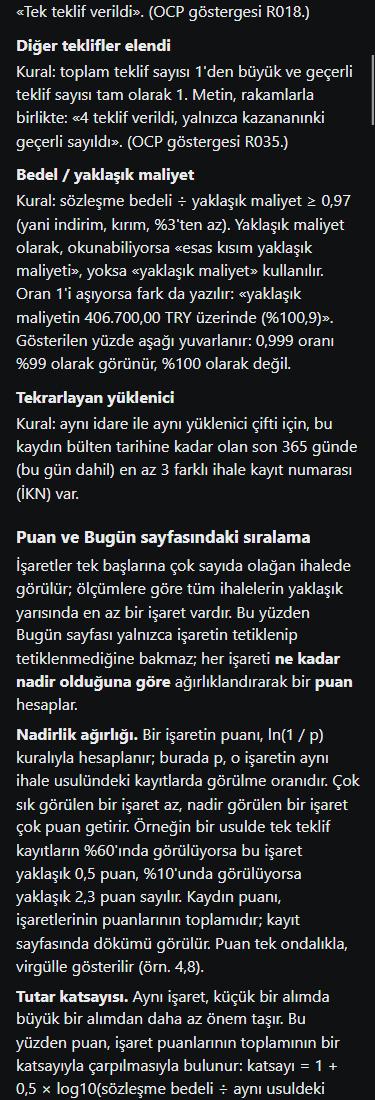 «Tek teklif verildi». (OCP göstergesi R018.)
Diğer teklifler elendi
Kural: toplam teklif sayısı 1'den büyük ve geçerli
teklif sayısı tam olarak 1. Metin, rakamlarla
birlikte: «4 teklif verildi, yalnızca kazananınki
geçerli sayıldı». (OCP göstergesi R035.)
Bedel / yaklaşık maliyet
Kural: sözleşme bedeli ÷ yaklaşık maliyet ≥ 0,97
(yani indirim, kırım, %3'ten az). Yaklaşık maliyet
olarak, okunabiliyorsa «esas kısım yaklaşık
maliyeti», yoksa «yaklaşık maliyet» kullanılır.
Oran 1'i aşıyorsa fark da yazılır: «yaklaşık
maliyetin 406.700,00 TRY üzerinde (%100,9)».
Gösterilen yüzde aşağı yuvarlanır: 0,999 oranı
%99 olarak görünür, %100 olarak değil.
Tekrarlayan yüklenici
Kural: aynı idare ile aynı yüklenici çifti için, bu
kaydın bülten tarihine kadar olan son 365 günde
(bu gün dahil) en az 3 farklı ihale kayıt numarası
(İKN) var.
Puan ve Bugün sayfasındaki sıralama
İşaretler tek başlarına çok sayıda olağan ihalede
görülür; ölçümlere göre tüm ihalelerin yaklaşık
yarısında en az bir işaret vardır. Bu yüzden
Bugün sayfası yalnızca işaretin tetiklenip
tetiklenmediğine bakmaz; her işareti ne kadar
nadir olduğuna göre ağırlıklandırarak bir puan
hesaplar.
Nadirlik ağırlığı. Bir işaretin puanı, ln(1 / p)
kuralıyla hesaplanır; burada p, o işaretin aynı
ihale usulündeki kayıtlarda görülme oranıdır. Çok
sık görülen bir işaret az, nadir görülen bir işaret
çok puan getirir. Örneğin bir usulde tek teklif
kayıtların %60'ında görülüyorsa bu işaret
yaklaşık 0,5 puan, %10'unda görülüyorsa
yaklaşık 2,3 puan sayılır. Kaydın puanı,
işaretlerinin puanlarının toplamıdır; kayıt
sayfasında dökümü görülür. Puan tek ondalıkla,
virgülle gösterilir (örn. 4,8).
Tutar katsayısı. Aynı işaret, küçük bir alımda
büyük bir alımdan daha az önem taşır. Bu
yüzden puan, işaret puanlarının toplamının bir
katsayıyla çarpılmasıyla bulunur: katsayı = 1 +
0,5 × log10(sözleşme bedeli ÷ aynı usuldeki